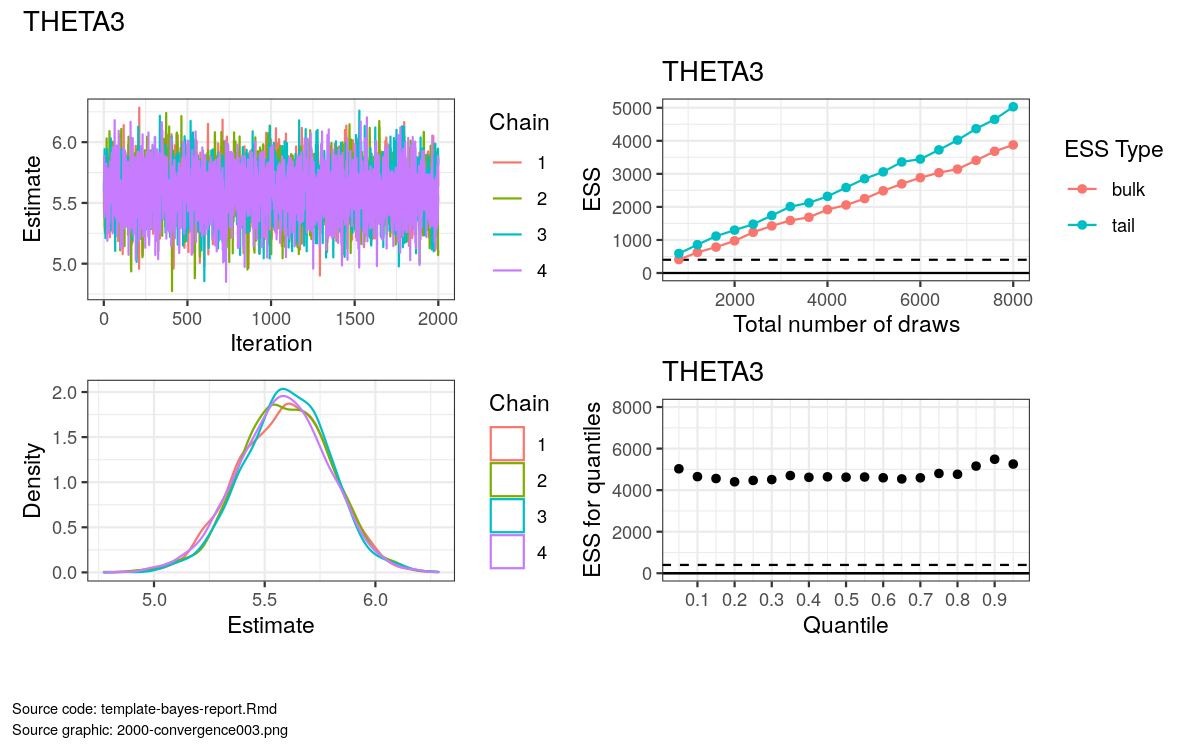 THETA3
Estimate
6.0
5.5
5.0
0 500 1000 1500 2000
Iteration
Chain
1
2
3
4
THETA3
ESS
5000
4000
3000
2000
1000
0
2000 4000 6000 8000
Total number of draws
ESS Type
bulk
tail
Density
2.0
1.5
1.0
0.5
0.0
5.0 5.5 6.0
Estimate
Chain
1
2
3
4
THETA3
ESS for quantiles
8000
6000
4000
2000
0
0.1 0.2 0.3 0.4 0.5 0.6 0.7 0.8 0.9
Quantile
Source code: template-bayes-report.Rmd
Source graphic: 2000-convergence003.png